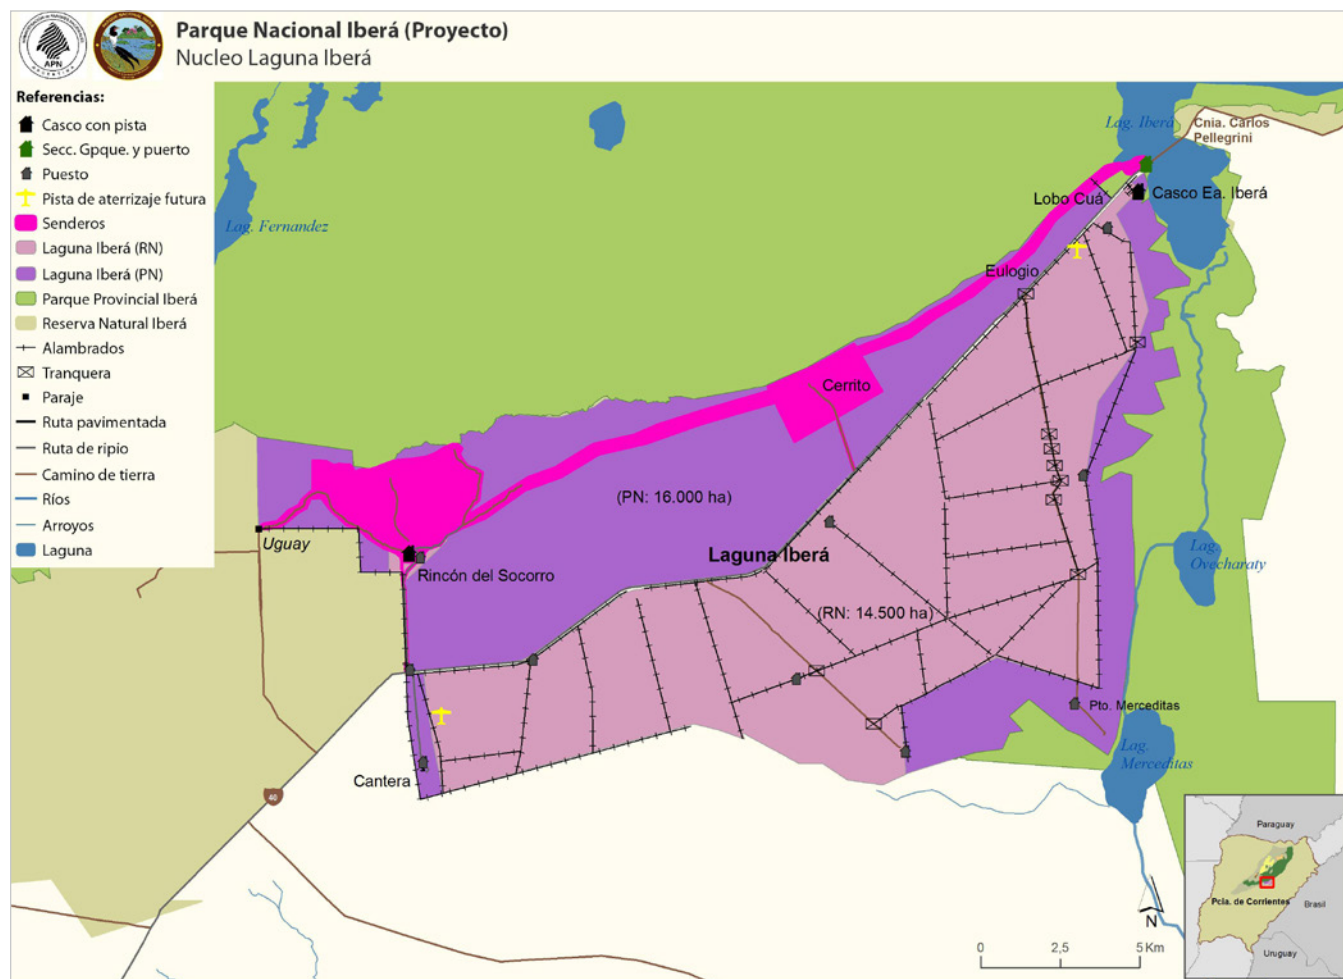 Parque Nacional Iberá (Proyecto)
Nucleo Laguna Iberá
APN
Referencias:
Casco con pista
Secc. Gpque. y puerto
Puesto
Pista de aterrizaje futura
Senderos
Laguna Iberá (RN)
Laguna Iberá (PN)
Parque Provincial Iberá
Reserva Natural Iberá
Alambrados
Tranquera
Paraje
Ruta pavimentada
Ruta de ripio
Camino de tierra
Ríos
Arroyos
Laguna
Lag. Iberá
Cnia. Carlos
Pellegrini
Lobo Cuá
Casco Ea. Iberá
Lag. Fernandez
Eulogio
Cerrito
(PN: 16.000 ha)
Uguay
Laguna Iberá
Rincón del Socorro
Lag.
Ovecharaty
(RN: 14.500 ha)
Pto. Merceditas
Lag.
Merceditas
Cantera
40
Paraguay
Pcia. de Corrientes
Brasil
Uruguay
N
0 2,5 5 Km